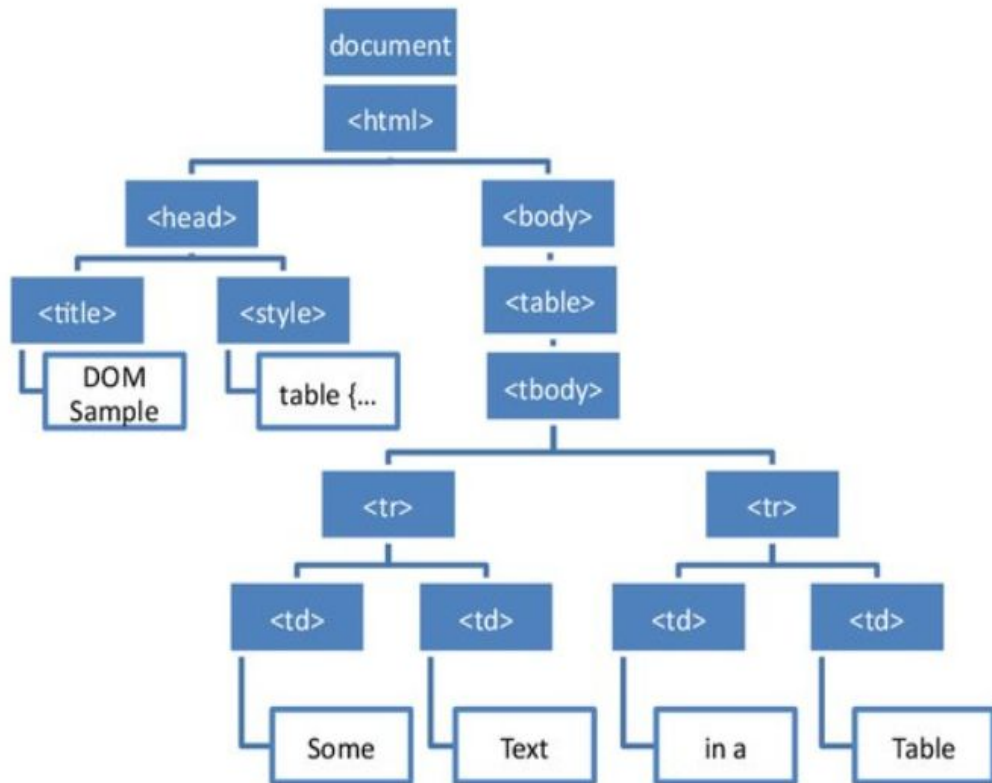 document
<html>
<head>
<body>
<title>
<style>
<table>
DOM
Sample
table {...
<tbody>
<tr>
<tr>
<td>
<td>
<td>
<td>
Some
Text
in a
Table